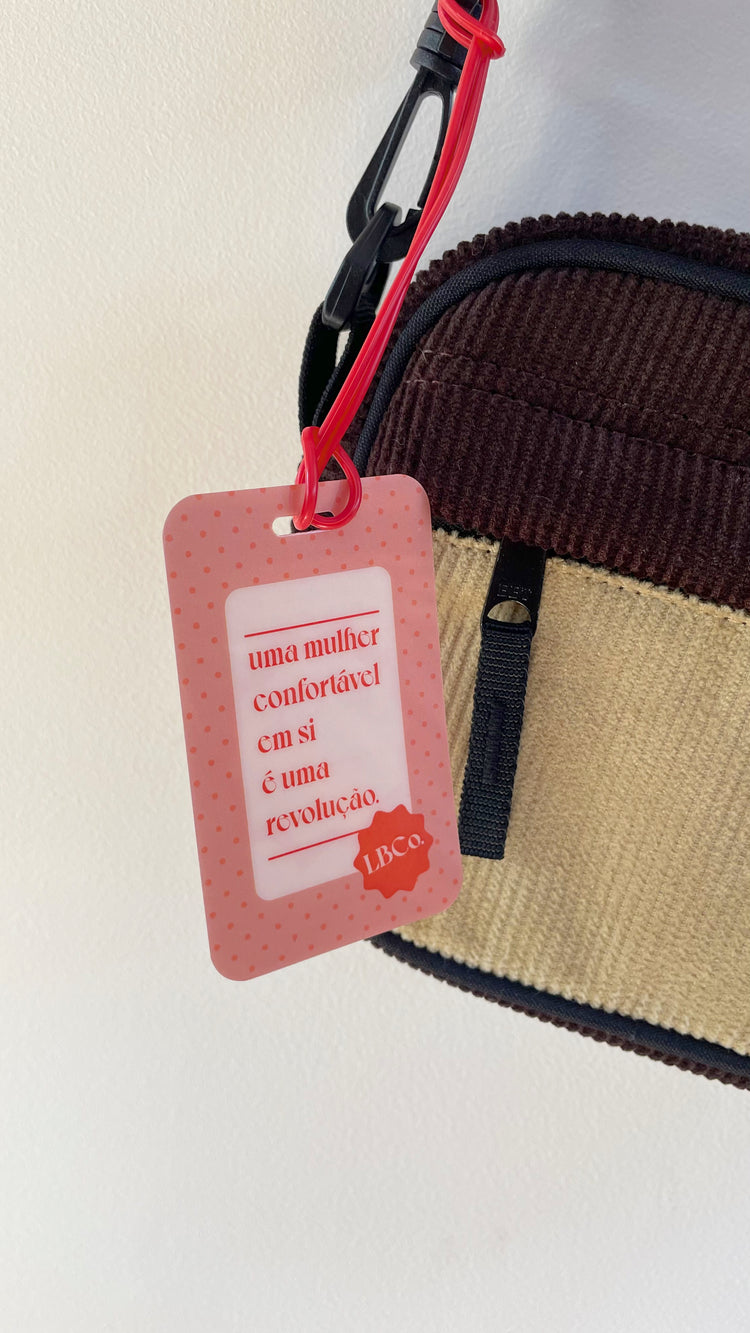 uma mulher
confortável
em si
é uma
revolução.
LBCo.